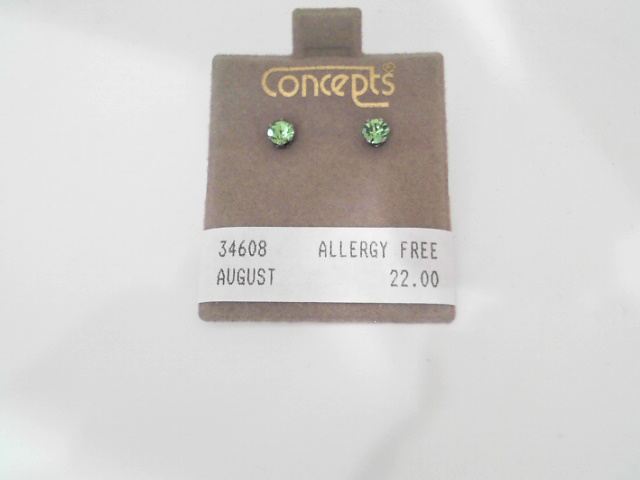 Concepts®
34608 ALLERGY FREE
AUGUST 22.00